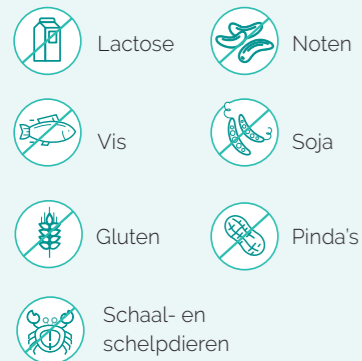 Lactose
Noten
Vis
Soja
Gluten
Pinda's
Schaal- en
schelpdieren